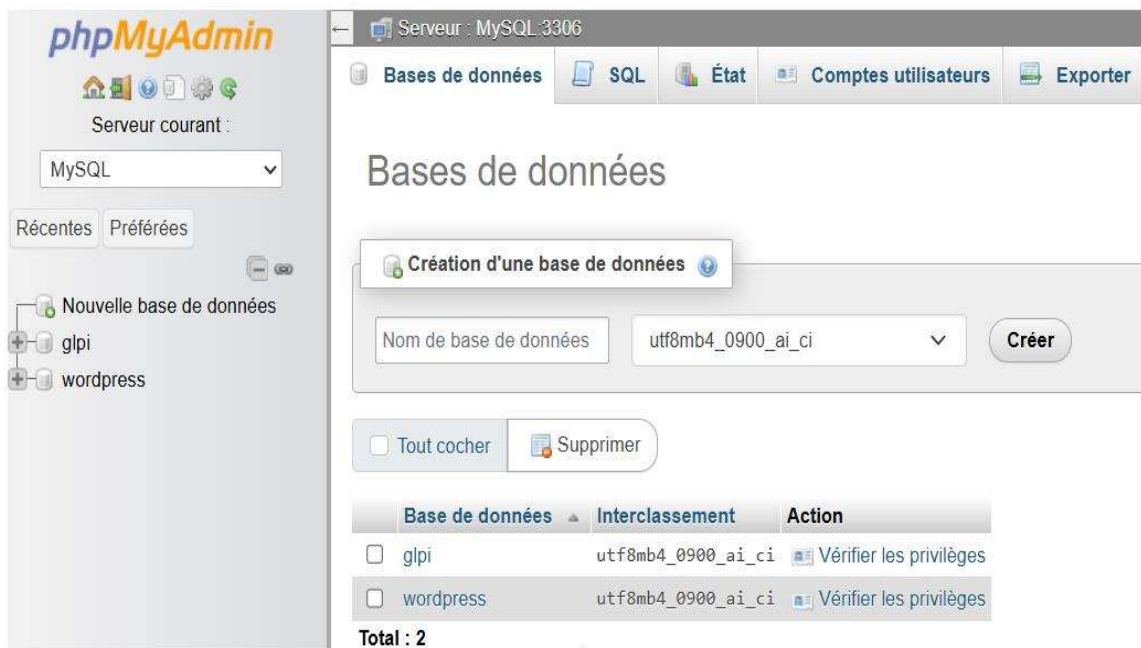 phpMyAdmin
Serveur courant :
MySQL
Récentes Préférées
Nouvelle base de données
glpi
wordpress
Serveur : MySQL:3306
Bases de données SQL État Comptes utilisateurs Exporter
Bases de données
Création d'une base de données
Nom de base de données utf8mb4_0900_ai_ci Créer
Tout cocher Supprimer
Base de données Interclassement Action
glpi utf8mb4_0900_ai_ci Vérifier les privilèges
wordpress utf8mb4_0900_ai_ci Vérifier les privilèges
Total : 2